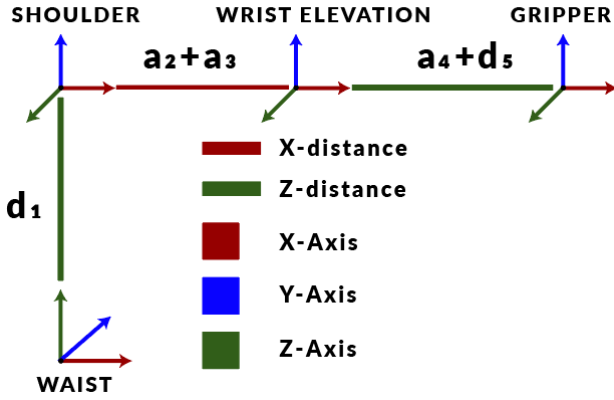 SHOULDER
WRIST ELEVATION
GRIPPER
a₂+a₃
a₄+d₅
X-distance
Z-distance
d₁
X-Axis
Y-Axis
Z-Axis
WAIST